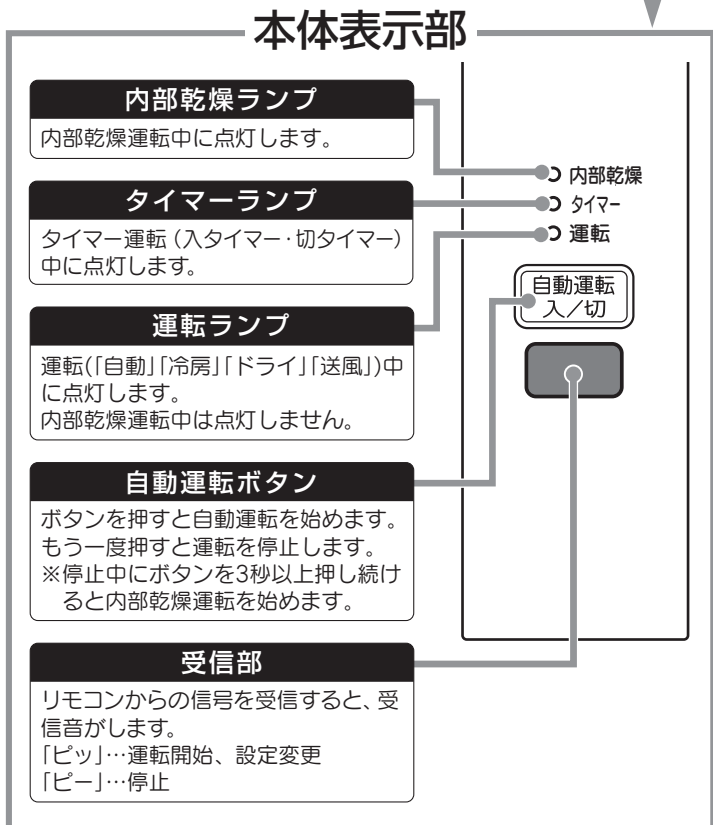 本体表示部
内部乾燥ランプ
内部乾燥運転中に点灯します。
タイマーランプ
タイマー運転（入タイマー・切タイマー）
中に点灯します。
運転ランプ
運転(「自動」「冷房」「ドライ」「送風」)中
に点灯します。
内部乾燥運転中は点灯しません。
自動運転ボタン
ボタンを押すと自動運転を始めます。
もう一度押すと運転を停止します。
※停止中にボタンを3秒以上押し続け
ると内部乾燥運転を始めます。
受信部
リモコンからの信号を受信すると、受
信音がします。
「ピッ」…運転開始、設定変更
「ピー」…停止
内部乾燥
タイマー
運転
自動運転
入／切